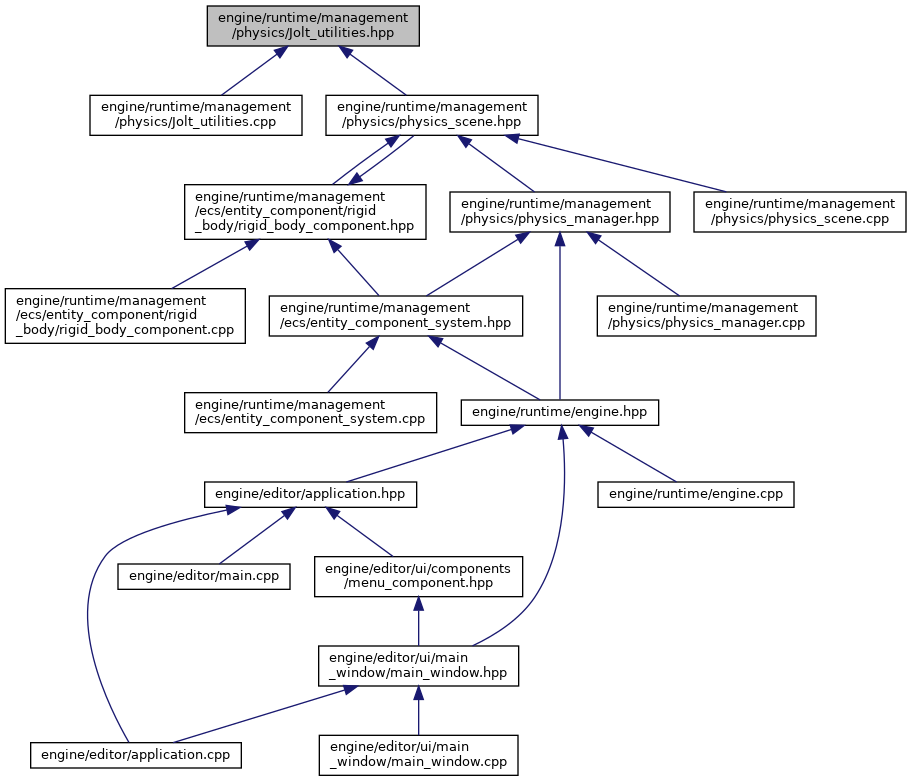 engine/runtime/management
/physics/Jolt_utilities.hpp
engine/runtime/management
/physics/Jolt_utilities.cpp
engine/runtime/management
/physics/physics_scene.hpp
engine/runtime/management
/ecs/entity_component/rigid
_body/rigid_body_component.hpp
engine/runtime/management
/physics/physics_manager.hpp
engine/runtime/management
/physics/physics_scene.cpp
engine/runtime/management
/ecs/entity_component/rigid
_body/rigid_body_component.cpp
engine/runtime/management
/ecs/entity_component_system.hpp
engine/runtime/management
/physics/physics_manager.cpp
engine/runtime/management
/ecs/entity_component_system.cpp
engine/runtime/engine.hpp
engine/editor/application.hpp
engine/runtime/engine.cpp
engine/editor/main.cpp
engine/editor/ui/components
/menu_component.hpp
engine/editor/ui/main
_window/main_window.hpp
engine/editor/application.cpp
engine/editor/ui/main
_window/main_window.cpp